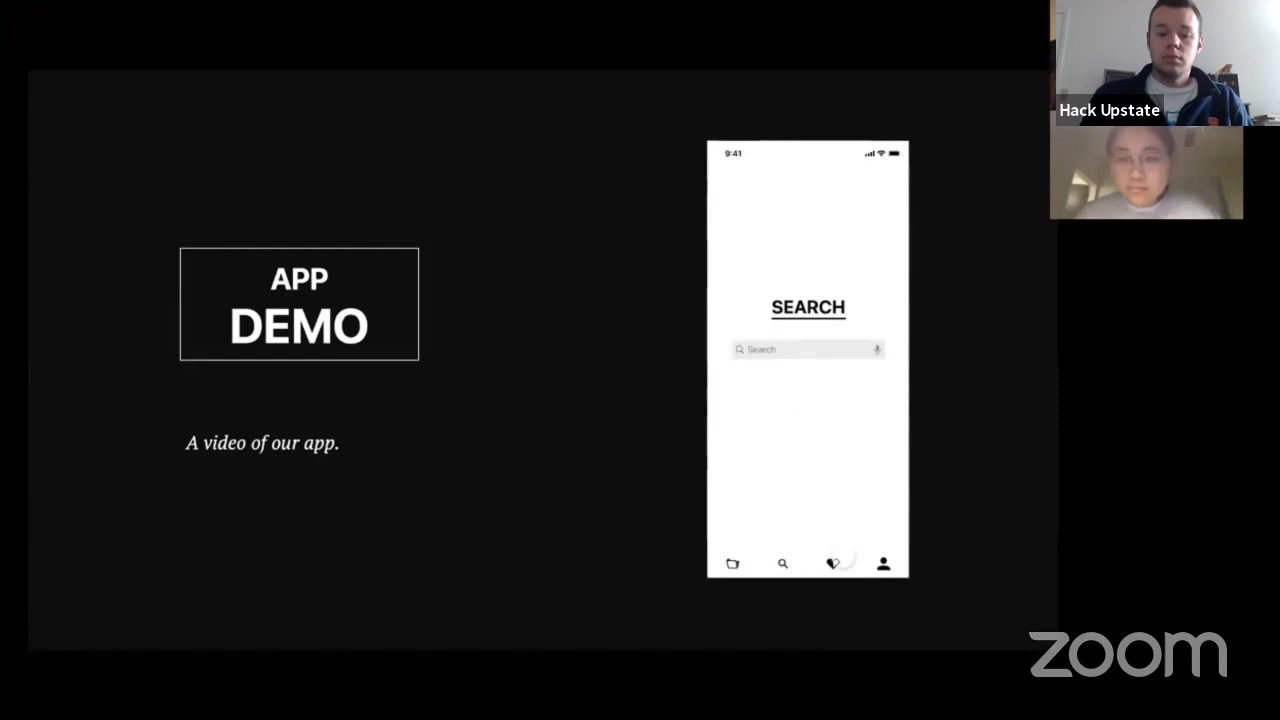 Hack Upstate
APP
DEMO
A video of our app.
9:41
SEARCH
Search
zoom